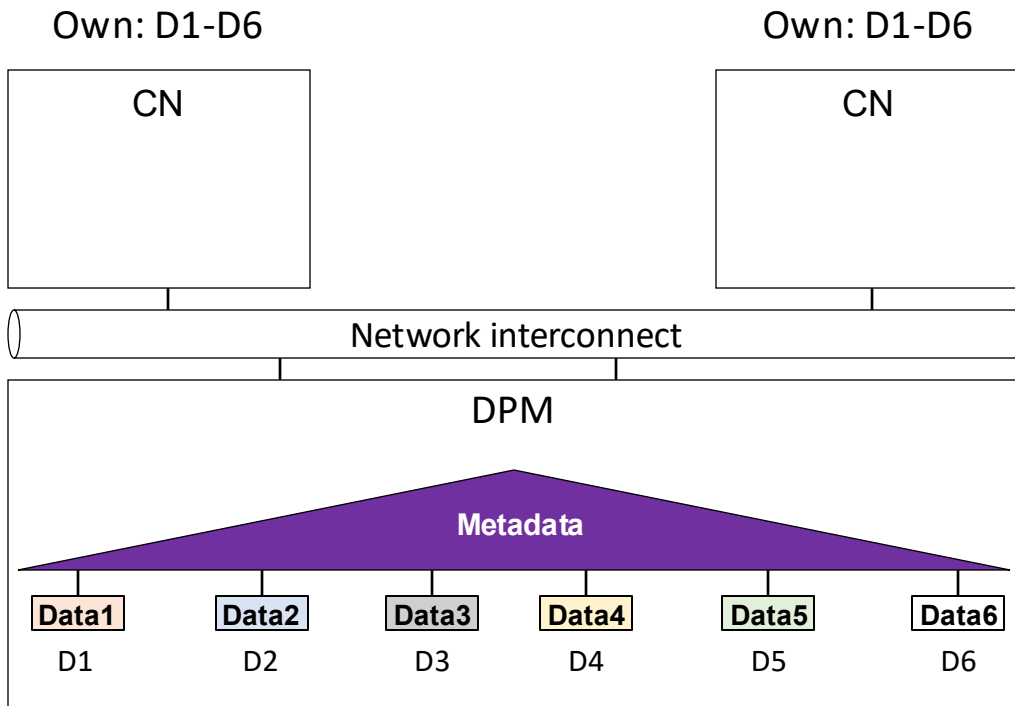 Own: D1-D6
Own: D1-D6
CN
CN
Network interconnect
DPM
Metadata
Data1
Data2
Data3
Data4
Data5
Data6
D1
D2
D3
D4
D5
D6